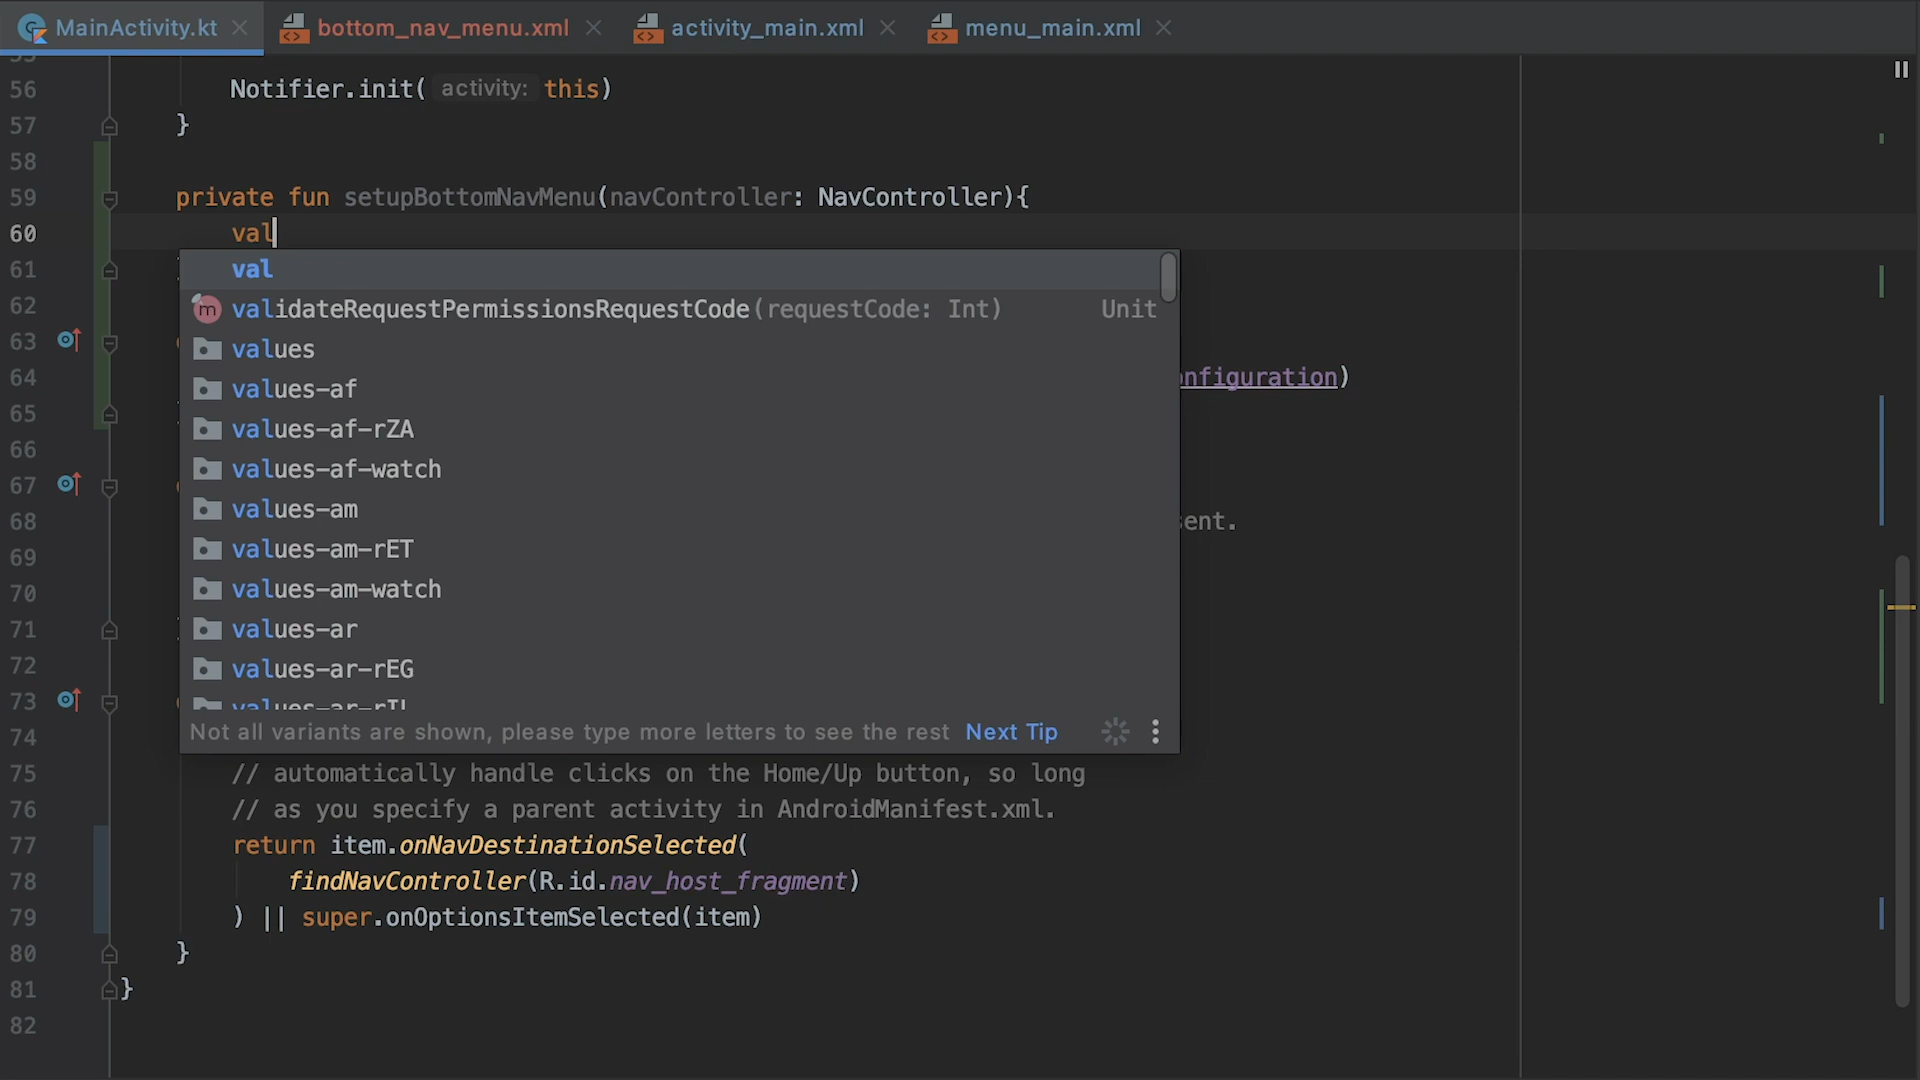 MainActivity.kt bottom_nav_menu.xml activity_main.xml menu_main.xml
56 Notifier.init( activity: this)
57 }
58
59 private fun setupBottomNavMenu(navController: NavController){
60 val
61 val
62 validateRequestPermissionsRequestCode(requestCode: Int) Unit
63 values
64 values-af onfiguration)
65 values-af-rZA
66 values-af-watch
67 values-am
68 sent.
69 values-am-rET
70 values-am-watch
71 values-ar
72 values-ar-rEG
73 values-ar-rIL
74 Not all variants are shown, please type more letters to see the rest Next Tip
75 // automatically handle clicks on the Home/Up button, so long
76 // as you specify a parent activity in AndroidManifest.xml.
77 return item.onNavDestinationSelected(
78 findNavController(R.id.nav_host_fragment)
79 ) || super.onOptionsItemSelected(item)
80 }
81 }
82